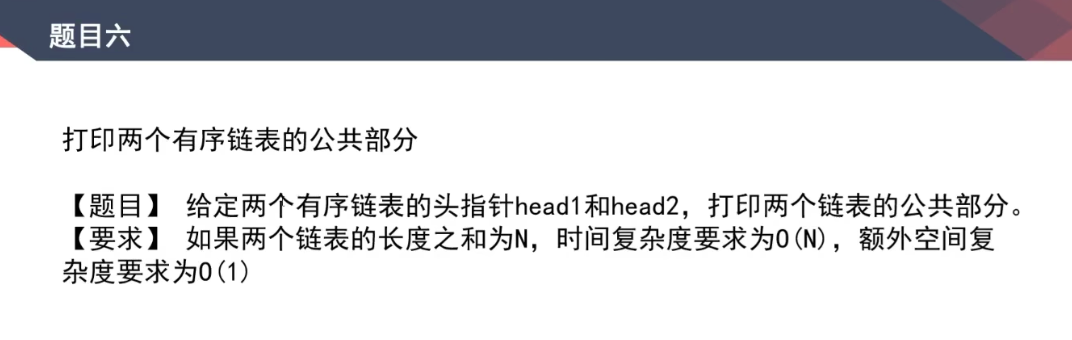 题目六
打印两个有序链表的公共部分
【题目】 给定两个有序链表的头指针head1和head2，打印两个链表的公共部分。
【要求】 如果两个链表的长度之和为N，时间复杂度要求为O(N)，额外空间复
杂度要求为O(1)